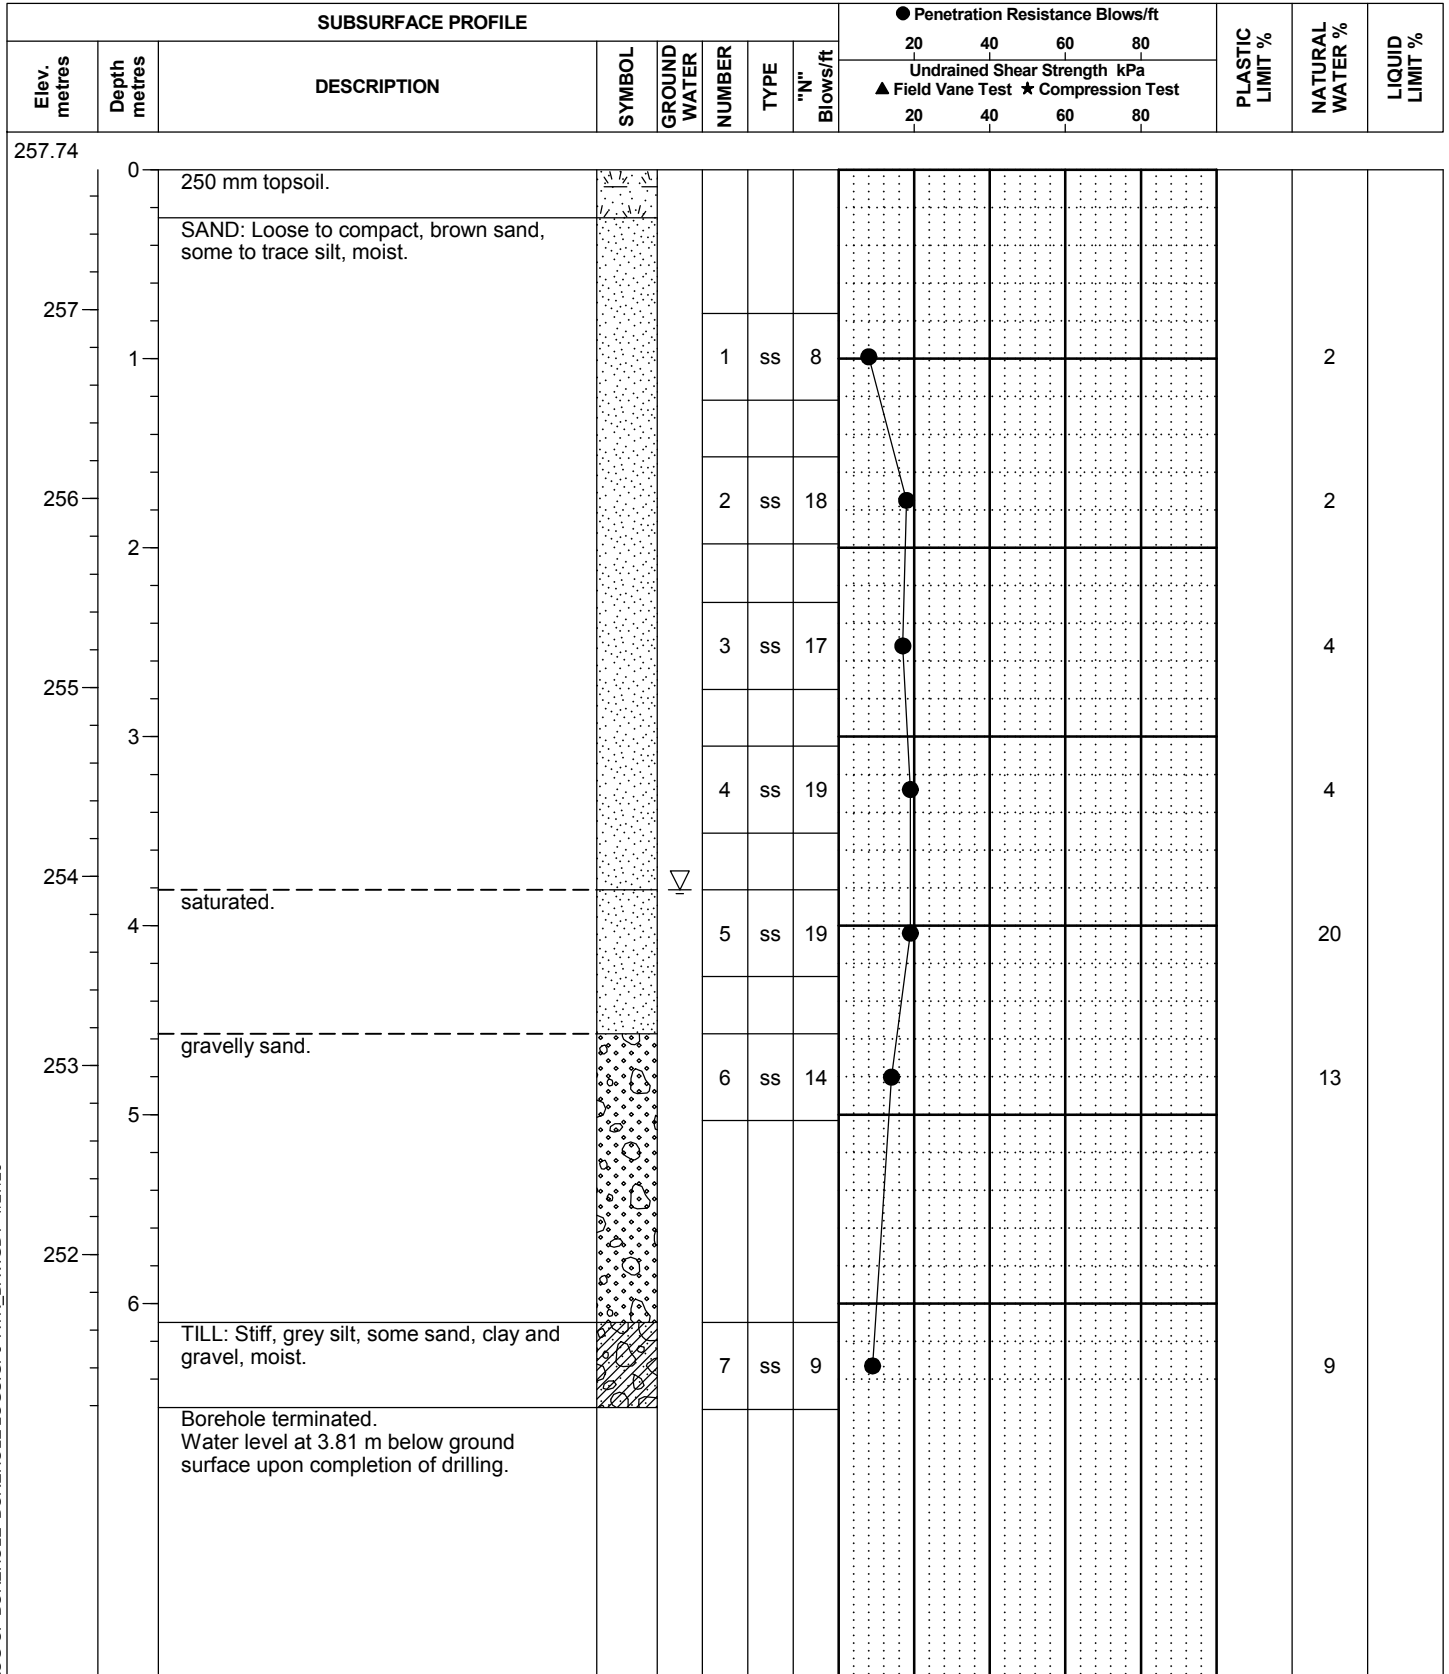 SUBSURFACE PROFILE
● Penetration Resistance Blows/ft
20 40 60 80
Undrained Shear Strength kPa
▲ Field Vane Test ★ Compression Test
20 40 60 80
Elev. metres
Depth metres
DESCRIPTION
SYMBOL
GROUND WATER
NUMBER
TYPE
"N" Blows/ft
PLASTIC LIMIT %
NATURAL WATER %
LIQUID LIMIT %
257.74
0
250 mm topsoil.
SAND: Loose to compact, brown sand,
some to trace silt, moist.
257
1
1 ss 8 2
256
2 ss 18 2
2
3 ss 17 4
255
3
4 ss 19 4
254
saturated.
4
5 ss 19 20
gravelly sand.
253
6 ss 14 13
5
252
6
TILL: Stiff, grey silt, some sand, clay and
gravel, moist.
7 ss 9 9
Borehole terminated.
Water level at 3.81 m below ground
surface upon completion of drilling.